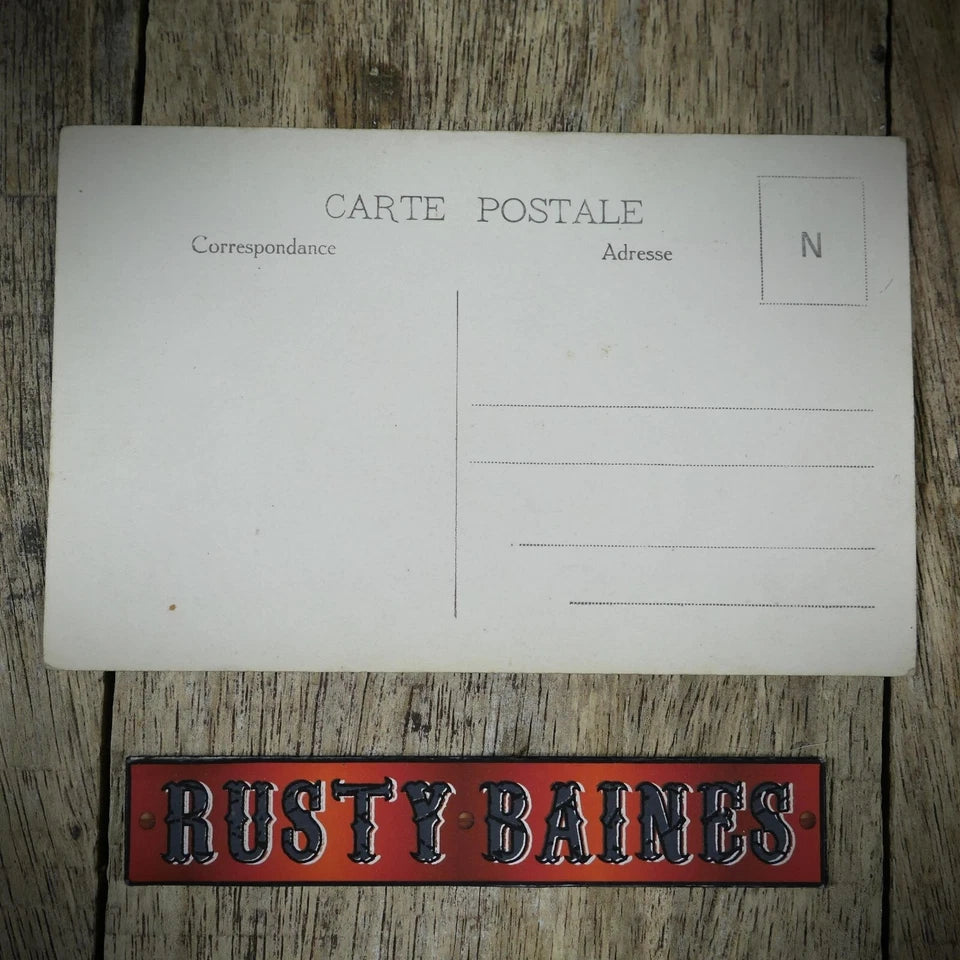 CARTE POSTALE
Correspondance
Adresse
N
RUSTY BAINES